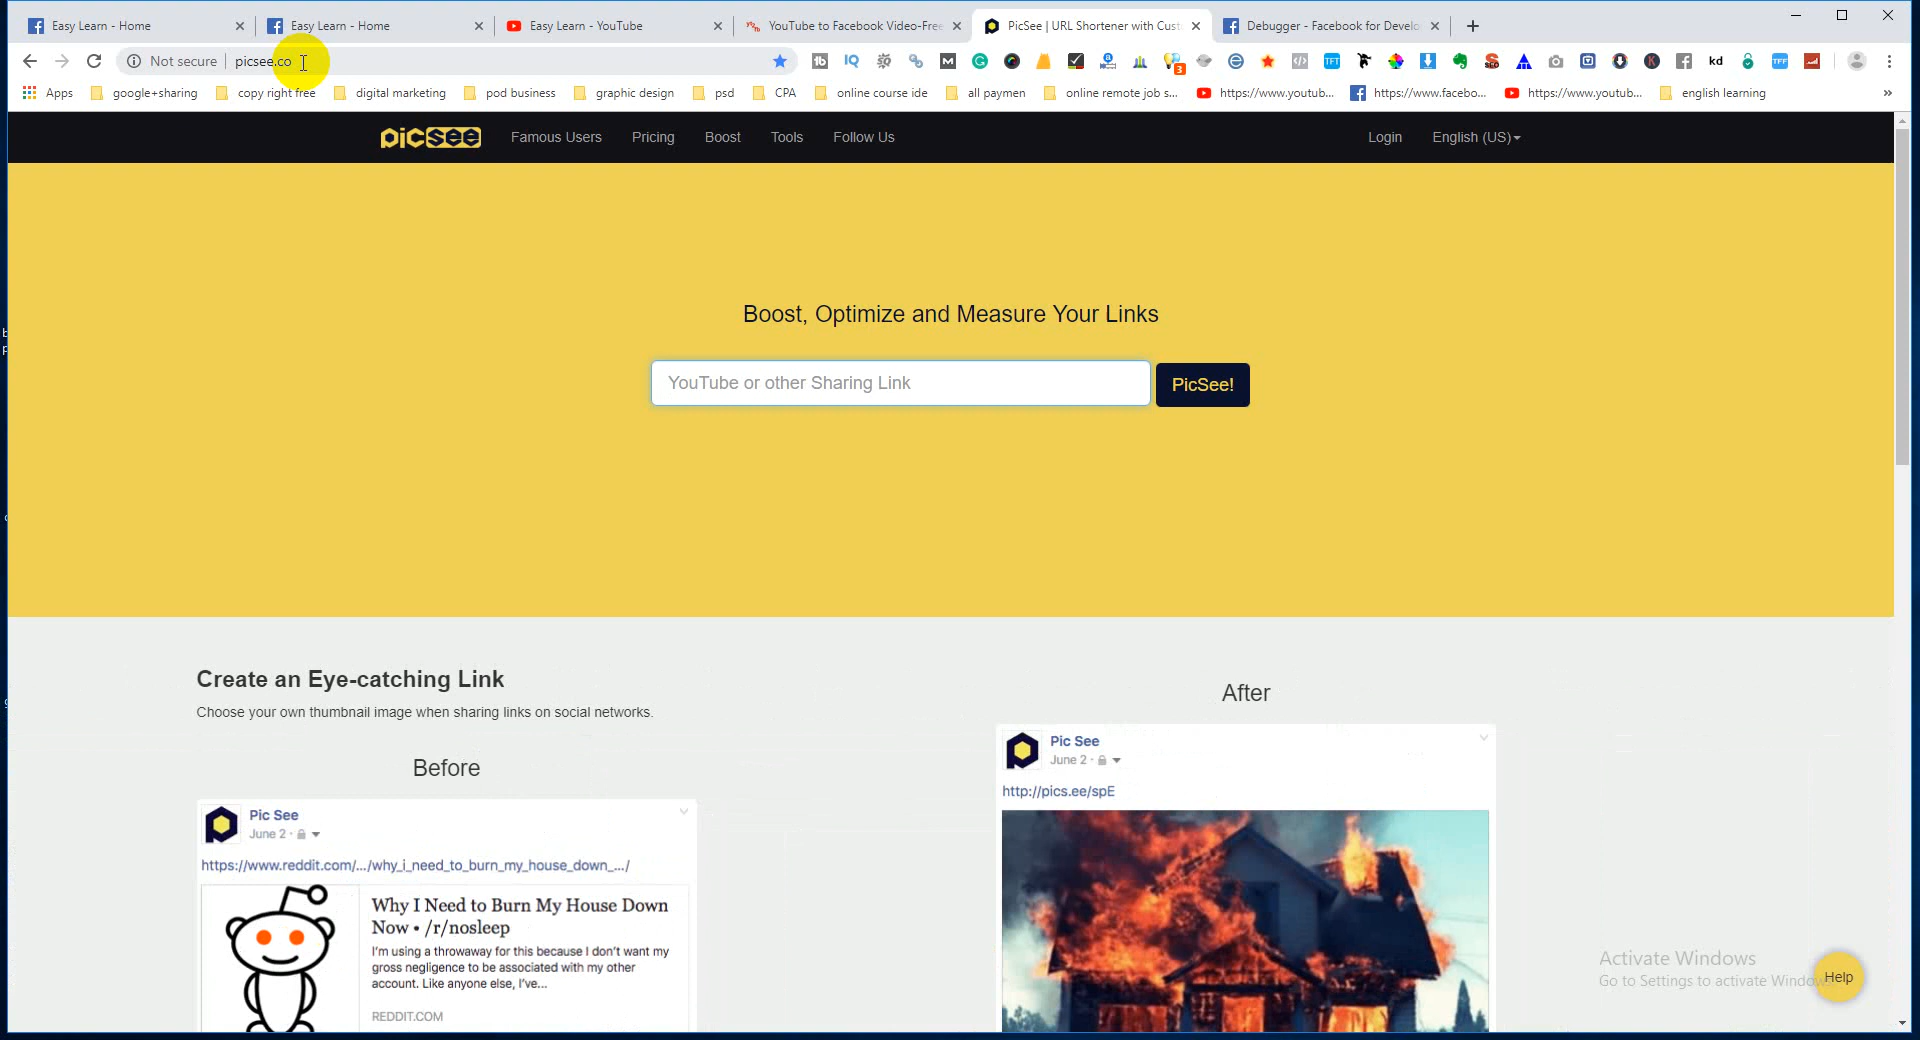 Easy Learn - Home
Easy Learn - Home
Easy Learn - YouTube
YouTube to Facebook Video-Free
PicSee | URL Shortener with Cust
Debugger - Facebook for Develo
Not secure
picsee.co
Apps
google+sharing
copy right free
digital marketing
pod business
graphic design
psd
CPA
online course ide
all paymen
online remote job s...
https://www.youtub...
https://www.facebo...
https://www.youtub...
english learning
»
picsee
Famous Users
Pricing
Boost
Tools
Follow Us
Login
English (US)
Boost, Optimize and Measure Your Links
YouTube or other Sharing Link
PicSee!
Create an Eye-catching Link
Choose your own thumbnail image when sharing links on social networks.
Before
Pic See
June 2 ·
https://www.reddit.com/.../why_i_need_to_burn_my_house_down_.../
Why I Need to Burn My House Down
Now • /r/nosleep
I'm using a throwaway for this because I don't want my
gross negligence to be associated with my other
account. Like anyone else, I've...
REDDIT.COM
After
Pic See
June 2 ·
http://pics.ee/spE
Activate Windows
Go to Settings to activate Windows
Help